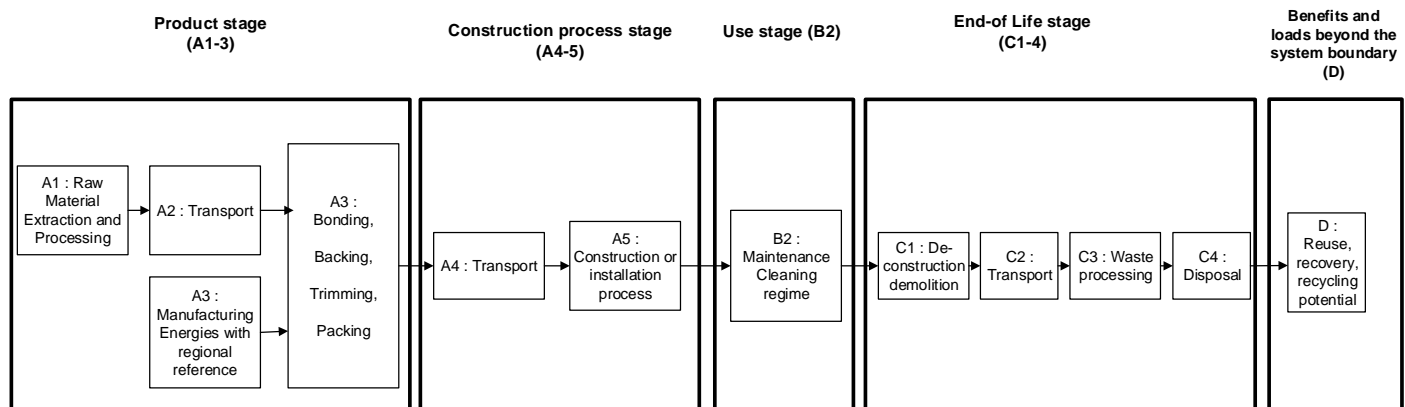 Product stage
(A1-3)
Construction process stage
(A4-5)
Use stage (B2)
End-of Life stage
(C1-4)
Benefits and
loads beyond the
system boundary
(D)
A1 : Raw
Material
Extraction and
Processing
A2 : Transport
A3 :
Manufacturing
Energies with
regional
reference
A3 :
Bonding,
Backing,
Trimming,
Packing
A4 : Transport
A5 :
Construction or
installation
process
B2 :
Maintenance
Cleaning
regime
C1 : De-
construction
demolition
C2 :
Transport
C3 : Waste
processing
C4 :
Disposal
D :
Reuse,
recovery,
recycling
potential